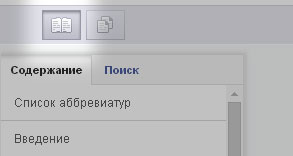 Содержание Поиск
Список аббревиатур
Введение